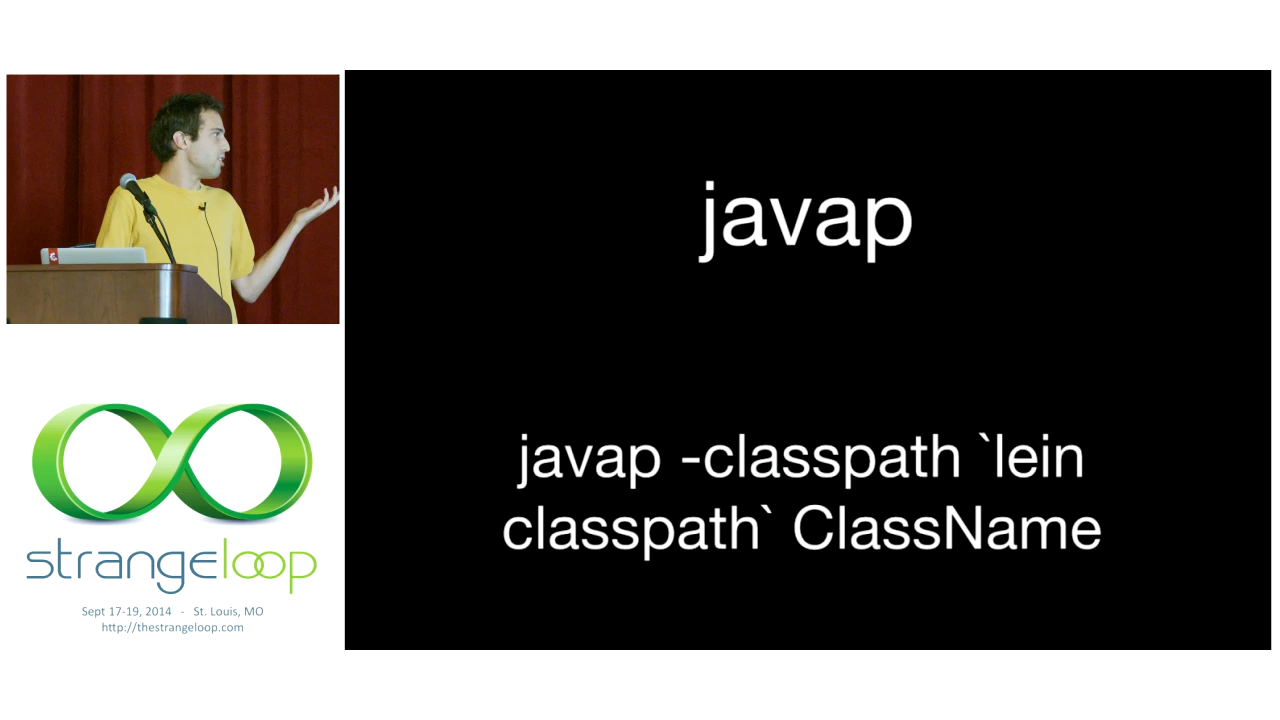 javap
javap -classpath `lein
classpath` ClassName
strangeloop
Sept 17-19, 2014 - St. Louis, MO
http://thestrangeloop.com